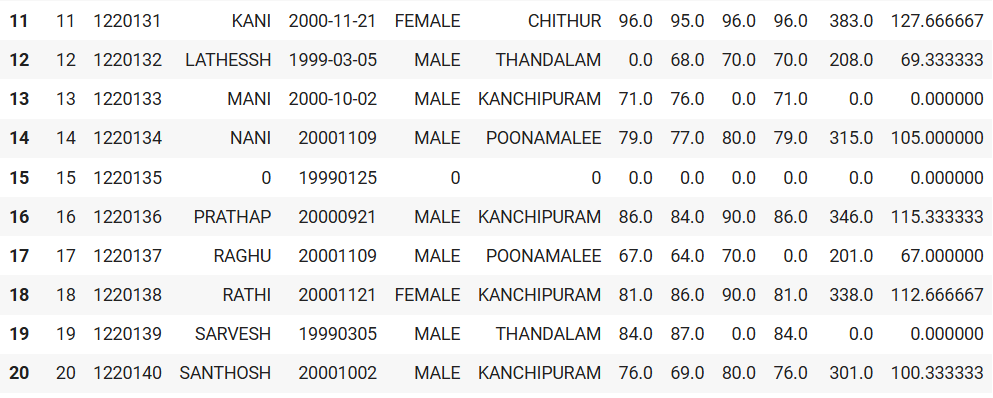 11 11 1220131 KANI 2000-11-21 FEMALE CHITHUR 96.0 95.0 96.0 96.0 383.0 127.666667
12 12 1220132 LATHESSH 1999-03-05 MALE THANDALAM 0.0 68.0 70.0 70.0 208.0 69.333333
13 13 1220133 MANI 2000-10-02 MALE KANCHIPURAM 71.0 76.0 0.0 71.0 0.0 0.000000
14 14 1220134 NANI 20001109 MALE POONAMALEE 79.0 77.0 80.0 79.0 315.0 105.000000
15 15 1220135 0 19990125 0 0 0.0 0.0 0.0 0.0 0.0 0.000000
16 16 1220136 PRATHAP 20000921 MALE KANCHIPURAM 86.0 84.0 90.0 86.0 346.0 115.333333
17 17 1220137 RAGHU 20001109 MALE POONAMALEE 67.0 64.0 70.0 0.0 201.0 67.000000
18 18 1220138 RATHI 20001121 FEMALE KANCHIPURAM 81.0 86.0 90.0 81.0 338.0 112.666667
19 19 1220139 SARVESH 19990305 MALE THANDALAM 84.0 87.0 0.0 84.0 0.0 0.000000
20 20 1220140 SANTHOSH 20001002 MALE KANCHIPURAM 76.0 69.0 80.0 76.0 301.0 100.333333